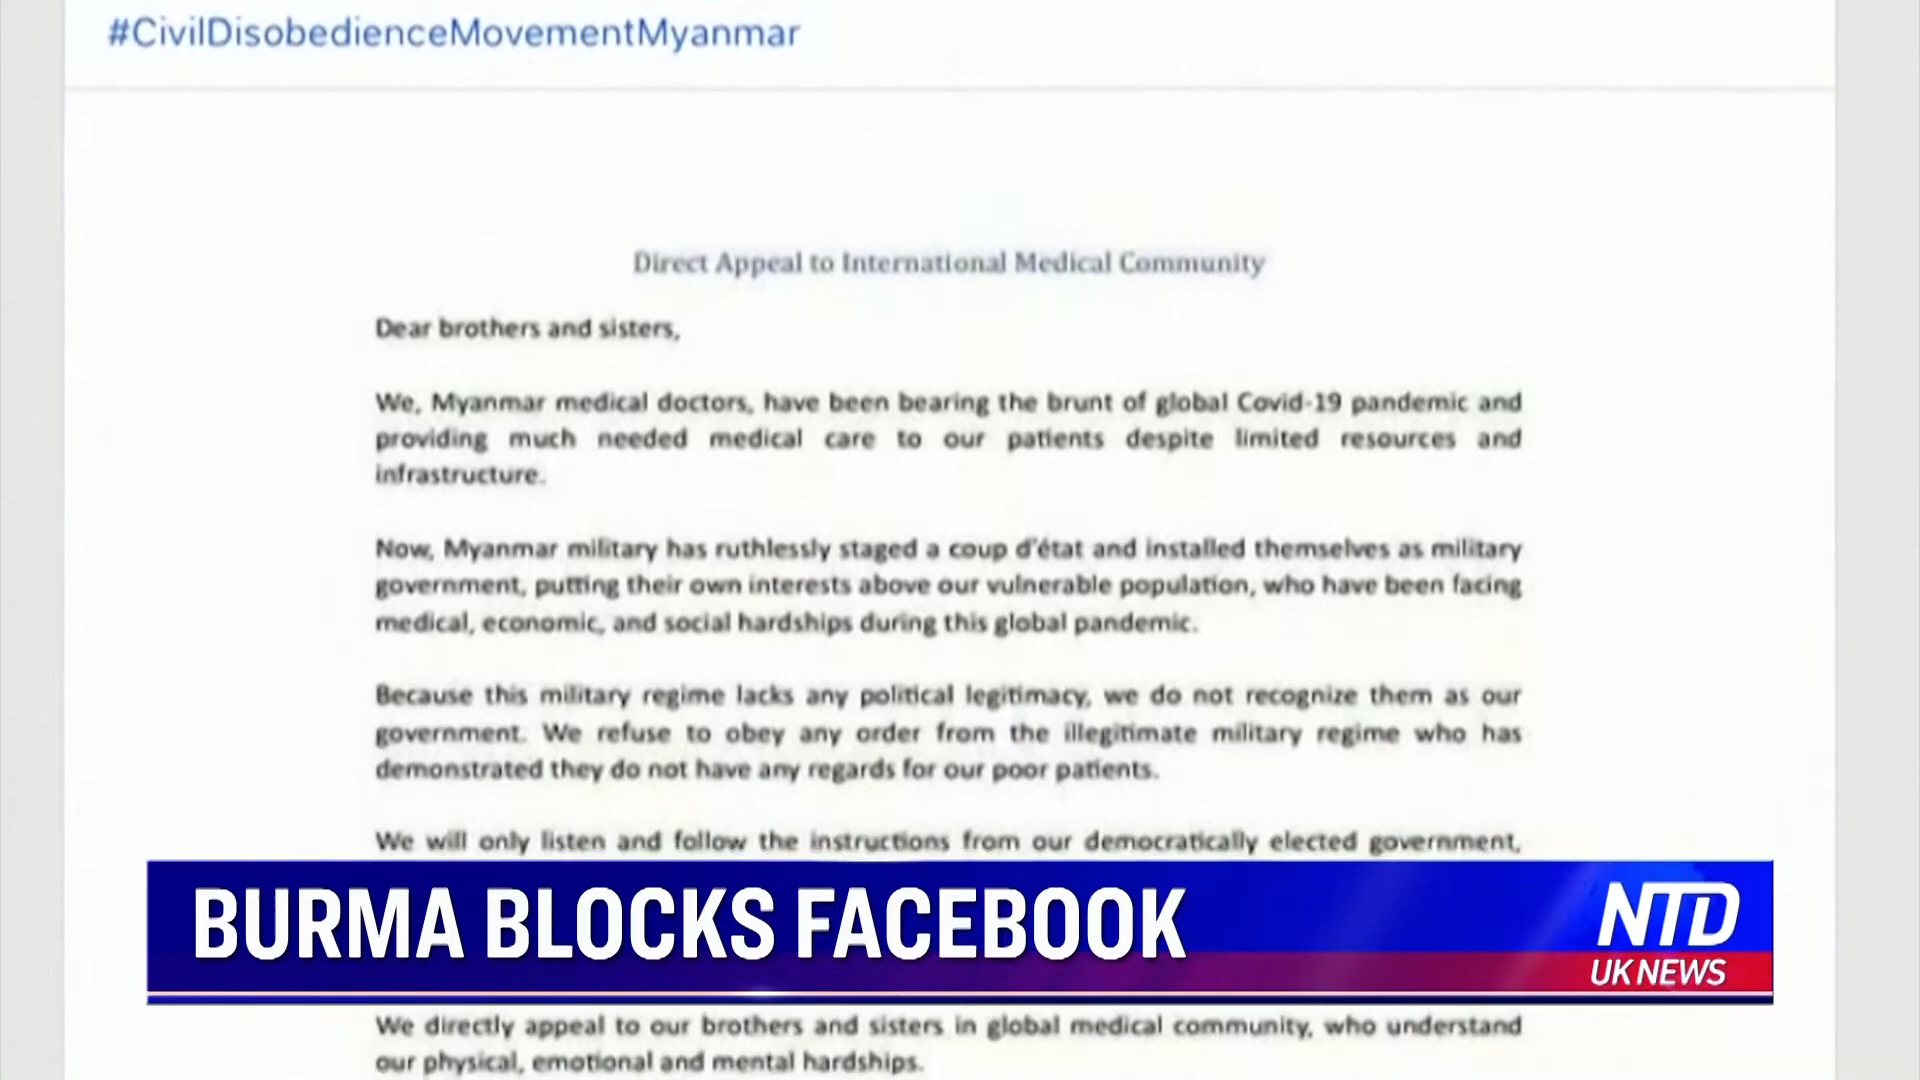 #CivilDisobedienceMovementMyanmar
Direct Appeal to International Medical Community
Dear brothers and sisters,
We, Myanmar medical doctors, have been bearing the brunt of global Covid-19 pandemic and
providing much needed medical care to our patients despite limited resources and
infrastructure.
Now, Myanmar military has ruthlessly staged a coup d'état and installed themselves as military
government, putting their own interests above our vulnerable population, who have been facing
medical, economic, and social hardships during this global pandemic.
Because this military regime lacks any political legitimacy, we do not recognize them as our
government. We refuse to obey any order from the illegitimate military regime who has
demonstrated they do not have any regards for our poor patients.
We will only listen and follow the instructions from our democratically elected government,
BURMA BLOCKS FACEBOOK
NTD
UK NEWS
We directly appeal to our brothers and sisters in global medical community, who understand
our physical, emotional and mental hardships.